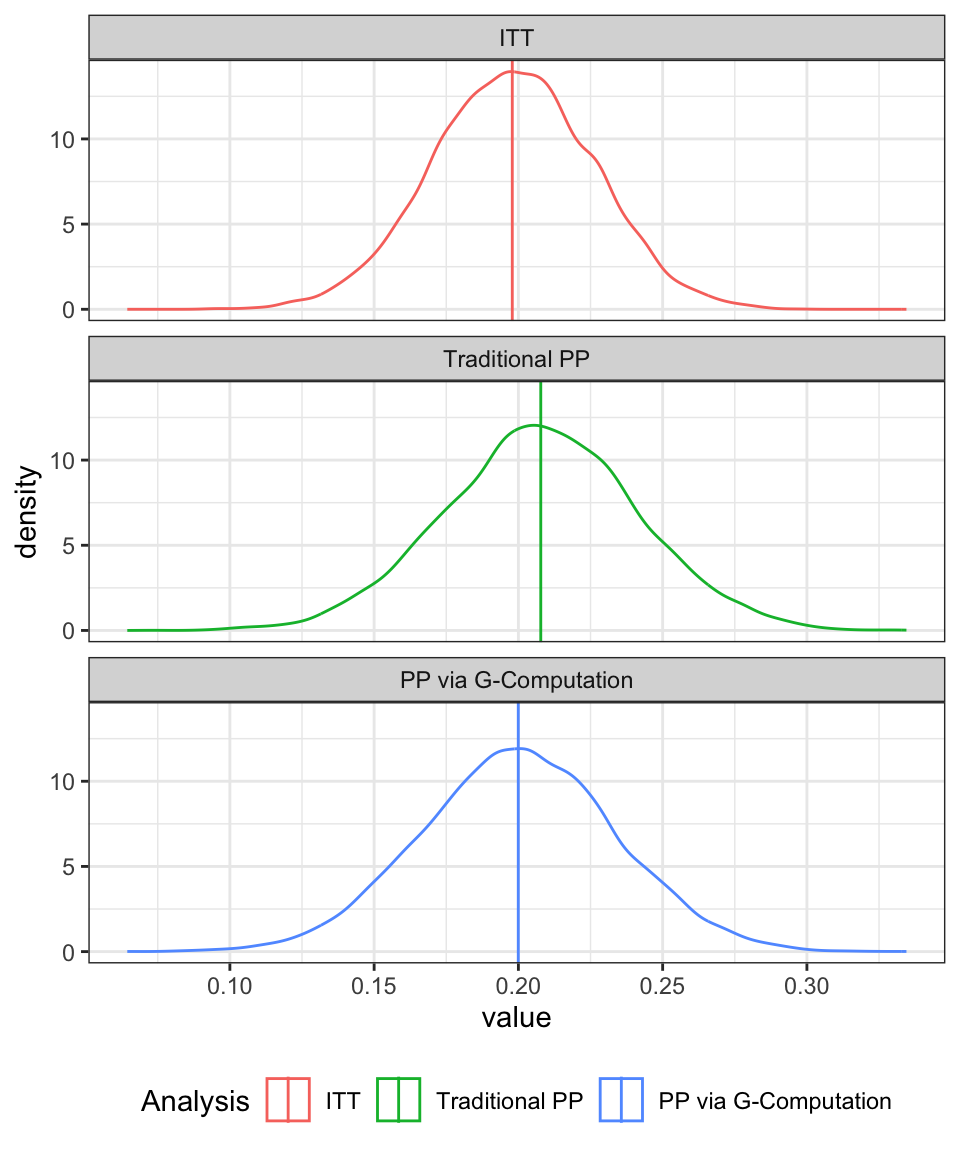 ITT
10
5
0
Traditional PP
10
5
0
density
PP via G-Computation
10
5
0
0.10 0.15 0.20 0.25 0.30
value
Analysis ITT Traditional PP PP via G-Computation